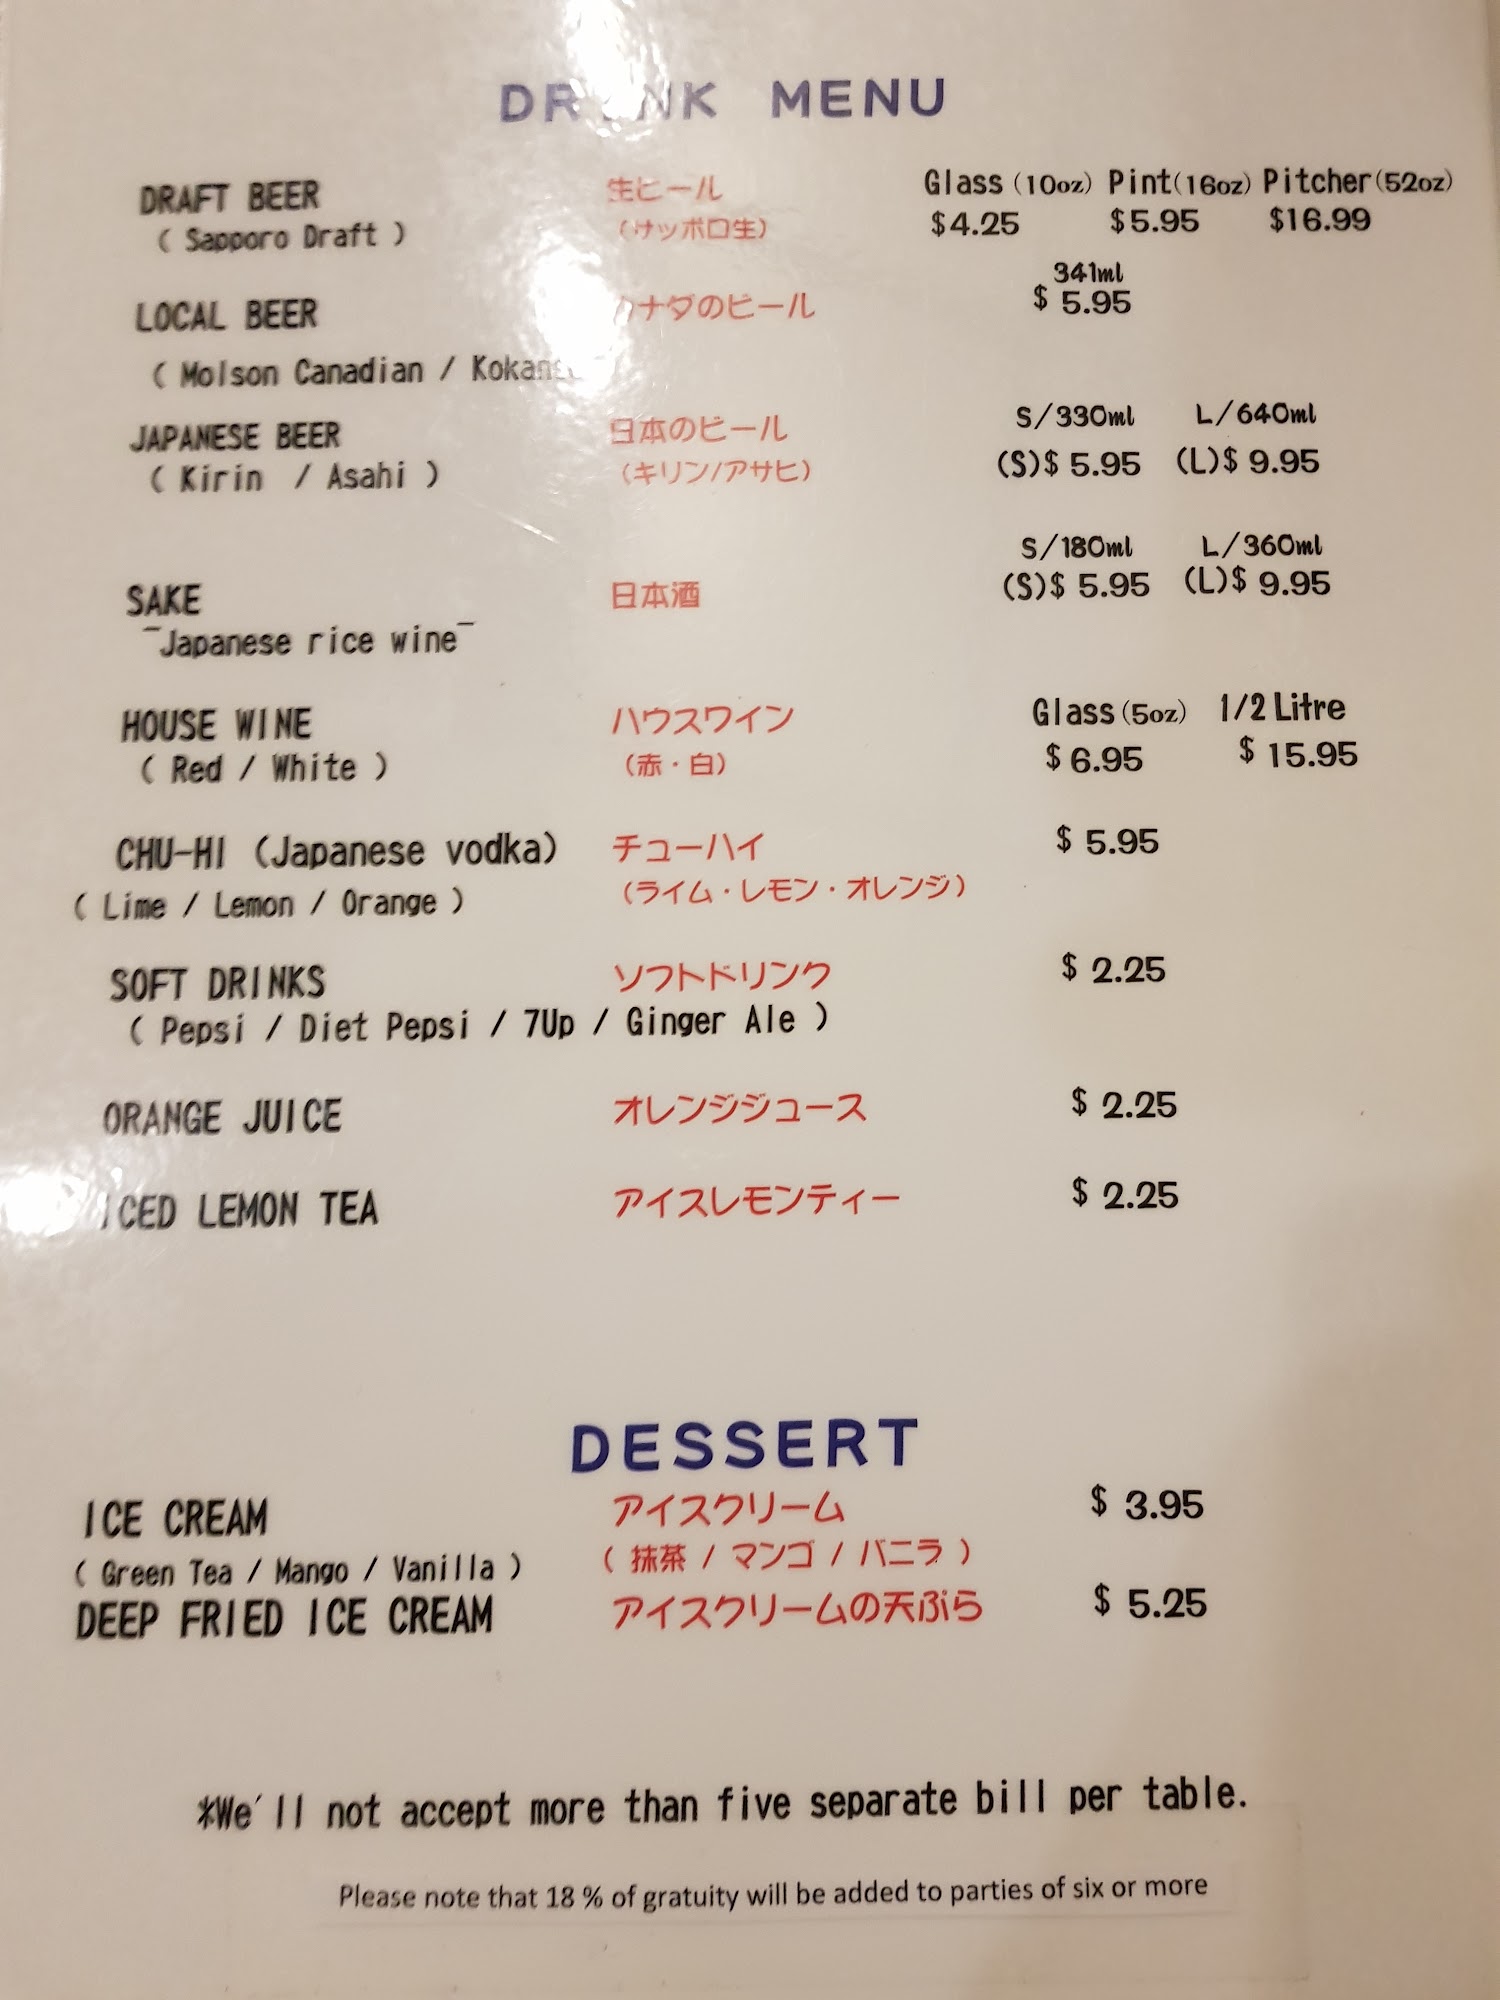 DRINK MENU
DRAFT BEER 生ビール Glass (10oz) Pint(16oz) Pitcher(52oz)
( Sapporo Draft ) (サッポロ生) $4.25 $5.95 $16.99
341ml
LOCAL BEER カナダのビール $ 5.95
( Molson Canadian /
JAPANESE BEER 日本のビール S/330ml L/640ml
( Kirin / Asahi ) (キリン/アサヒ) (S)$ 5.95 (L)$ 9.95
S/180ml L/360ml
SAKE 日本酒 (S)$ 5.95 (L)$ 9.95
‾Japanese rice wine‾
HOUSE WINE ハウスワイン Glass(5oz) 1/2 Litre
( Red / White ) (赤・白) $ 6.95 $ 15.95
CHU-HI (Japanese vodka) チューハイ $ 5.95
( Lime / Lemon / Orange ) (ライム・レモン・オレンジ)
SOFT DRINKS ソフトドリンク $ 2.25
( Pepsi / Diet Pepsi / 7Up / Ginger Ale )
ORANGE JUICE オレンジジュース $ 2.25
ICED LEMON TEA アイスレモンティー $ 2.25
DESSERT
ICE CREAM アイスクリーム $ 3.95
( Green Tea / Mango / Vanilla ) ( 抹茶 / マンゴ / バニラ )
DEEP FRIED ICE CREAM アイスクリームの天ぷら $ 5.25
*We'll not accept more than five separate bill per table.
Please note that 18 % of gratuity will be added to parties of six or more